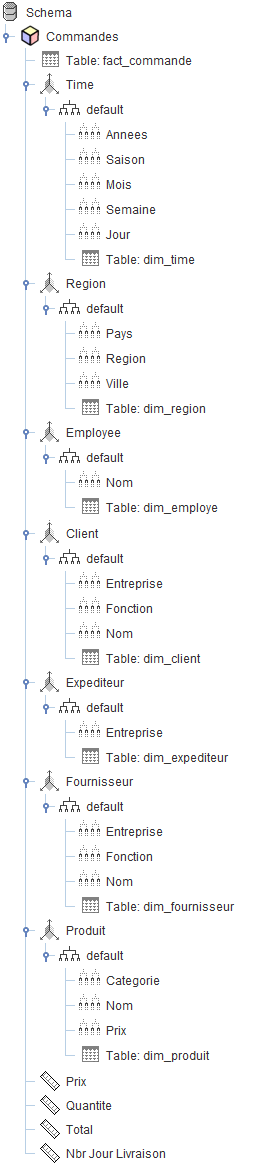 Schema
Commandes
Table: fact_commande
Time
default
Annees
Saison
Mois
Semaine
Jour
Table: dim_time
Region
default
Pays
Region
Ville
Table: dim_region
Employee
default
Nom
Table: dim_employe
Client
default
Entreprise
Fonction
Nom
Table: dim_client
Expediteur
default
Entreprise
Table: dim_expediteur
Fournisseur
default
Entreprise
Fonction
Nom
Table: dim_fournisseur
Produit
default
Categorie
Nom
Prix
Table: dim_produit
Prix
Quantite
Total
Nbr Jour Livraison